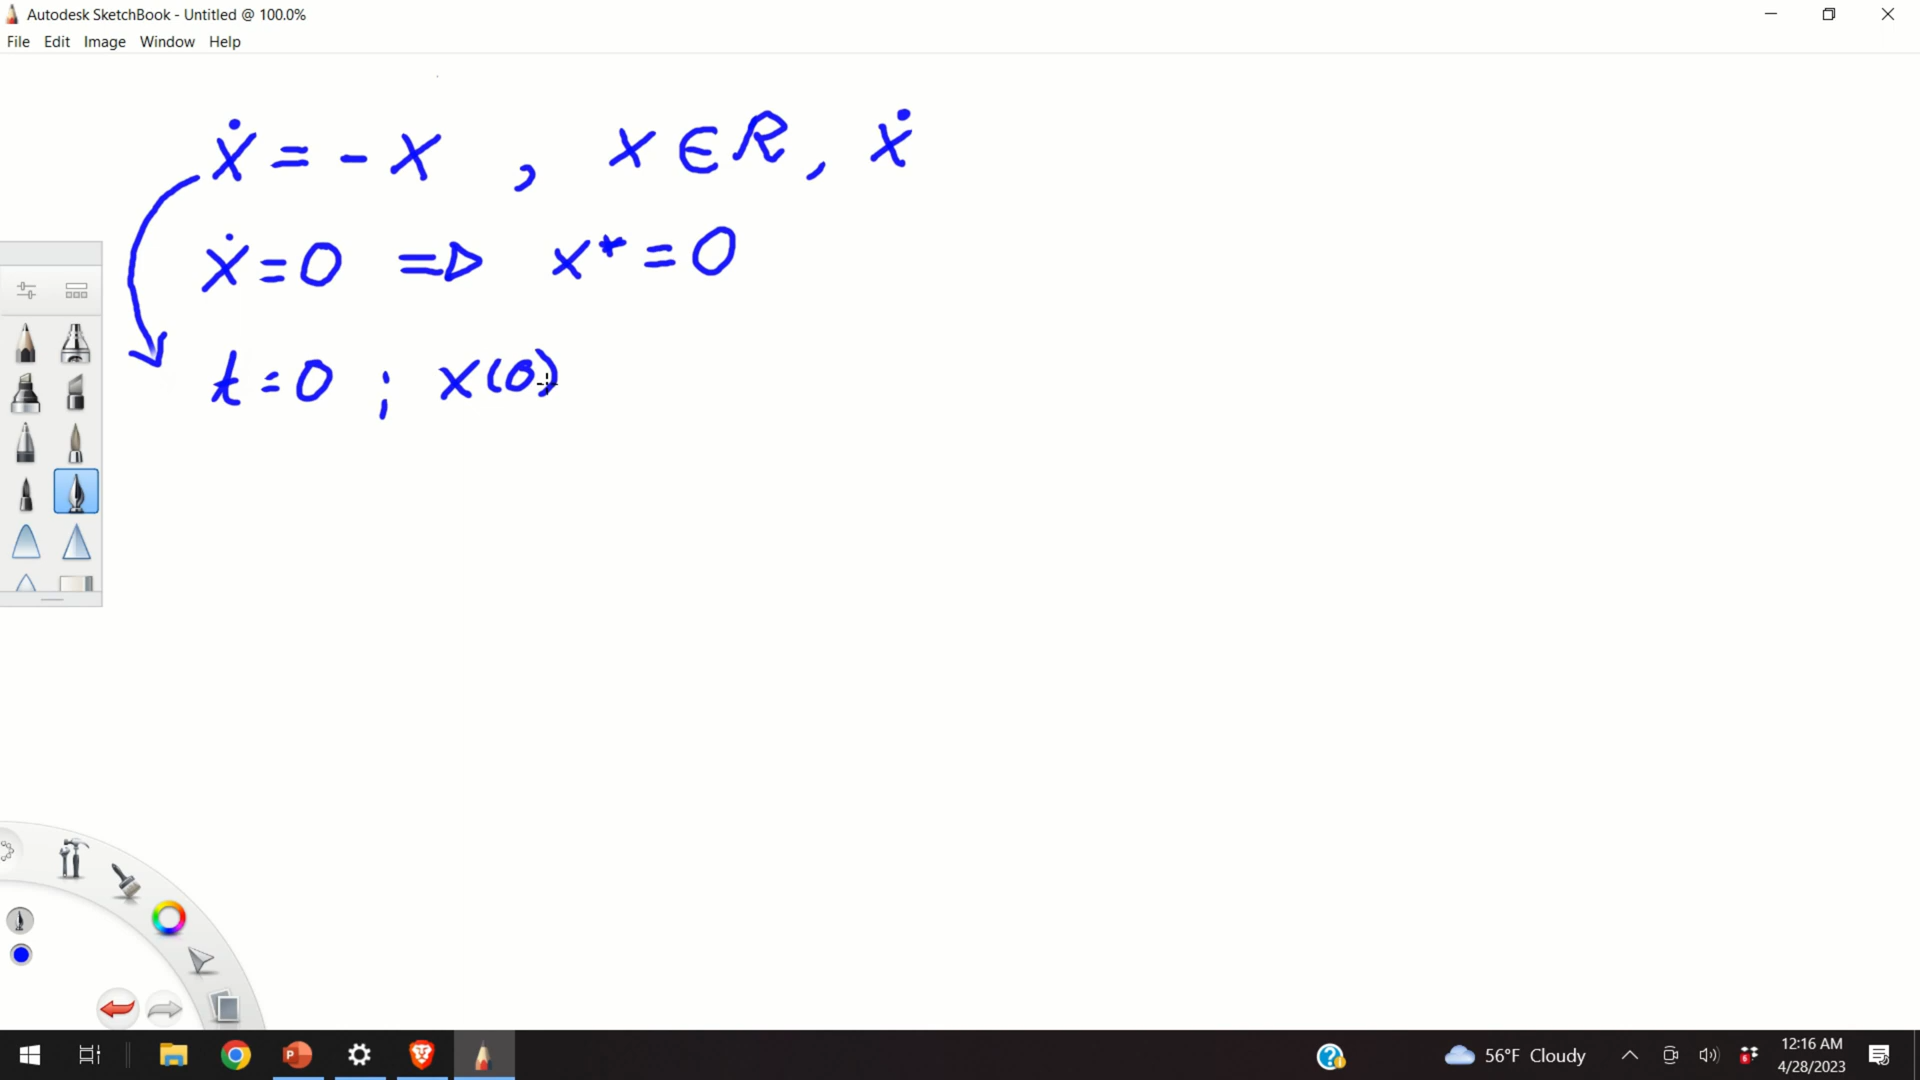 Autodesk SketchBook - Untitled @ 100.0%
File Edit Image Window Help
ẋ = - x , x ∈ R , ẋ
ẋ = 0 => x* = 0
t = 0 ; x(0)
56°F Cloudy
12:16 AM
4/28/2023